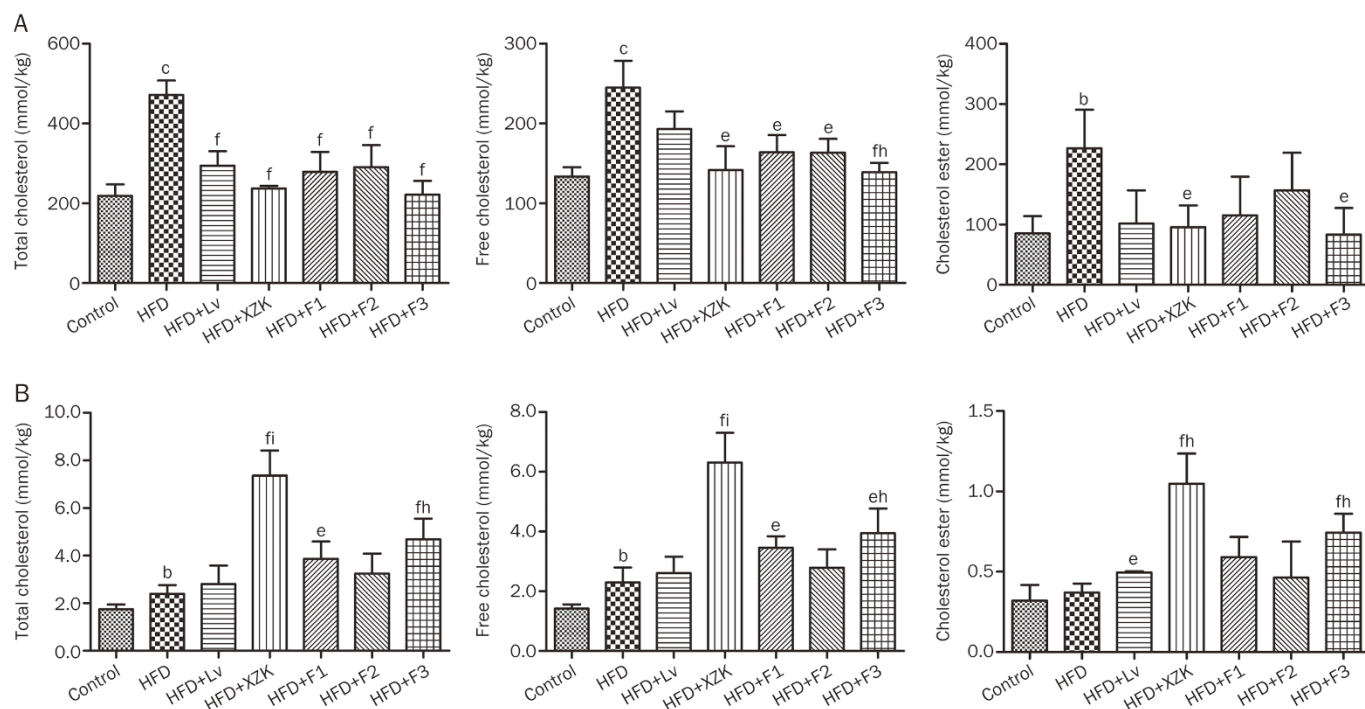 A
Total cholesterol (mmol/kg)
600
400
200
0
c
f
f
f
f
f
Control
HFD
HFD+Lv
HFD+XZK
HFD+F1
HFD+F2
HFD+F3
Free cholesterol (mmol/kg)
300
200
100
0
c
e
e
e
fh
Control
HFD
HFD+Lv
HFD+XZK
HFD+F1
HFD+F2
HFD+F3
Cholesterol ester (mmol/kg)
400
300
200
100
0
b
e
e
Control
HFD
HFD+Lv
HFD+XZK
HFD+F1
HFD+F2
HFD+F3
B
Total cholesterol (mmol/kg)
10.0
8.0
6.0
4.0
2.0
0.0
b
fi
e
fh
Control
HFD
HFD+Lv
HFD+XZK
HFD+F1
HFD+F2
HFD+F3
Free cholesterol (mmol/kg)
8.0
6.0
4.0
2.0
0.0
b
fi
e
eh
Control
HFD
HFD+Lv
HFD+XZK
HFD+F1
HFD+F2
HFD+F3
Cholesterol ester (mmol/kg)
1.5
1.0
0.5
0.0
e
fh
fh
Control
HFD
HFD+Lv
HFD+XZK
HFD+F1
HFD+F2
HFD+F3